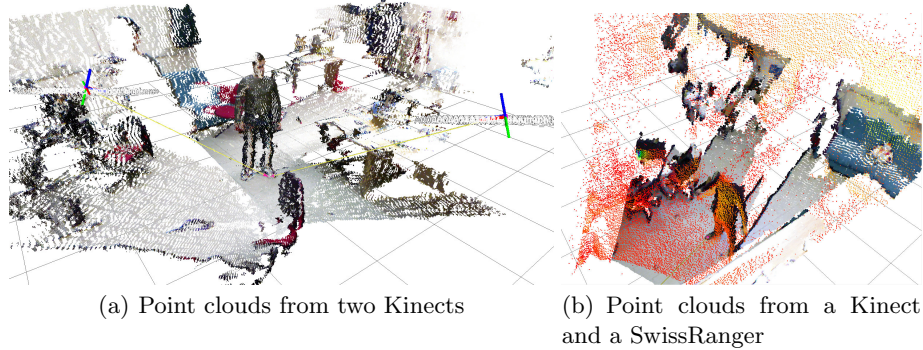 (a) Point clouds from two Kinects
(b) Point clouds from a Kinect
and a SwissRanger